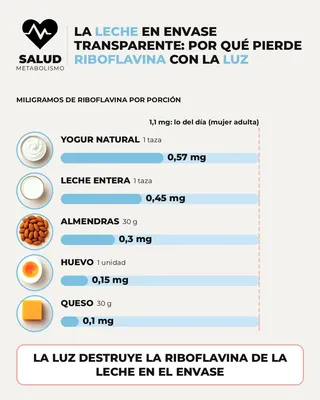 SALUD
METABOLISMO
LA LECHE EN ENVASE
TRANSPARENTE: POR QUÉ PIERDE
RIBOFLAVINA CON LA LUZ
MILIGRAMOS DE RIBOFLAVINA POR PORCIÓN
1,1 mg: lo del día (mujer adulta)
YOGUR NATURAL 1 taza
0,57 mg
LECHE ENTERA 1 taza
0,45 mg
ALMENDRAS 30 g
0,3 mg
HUEVO 1 unidad
0,15 mg
QUESO 30 g
0,1 mg
LA LUZ DESTRUYE LA RIBOFLAVINA DE LA
LECHE EN EL ENVASE